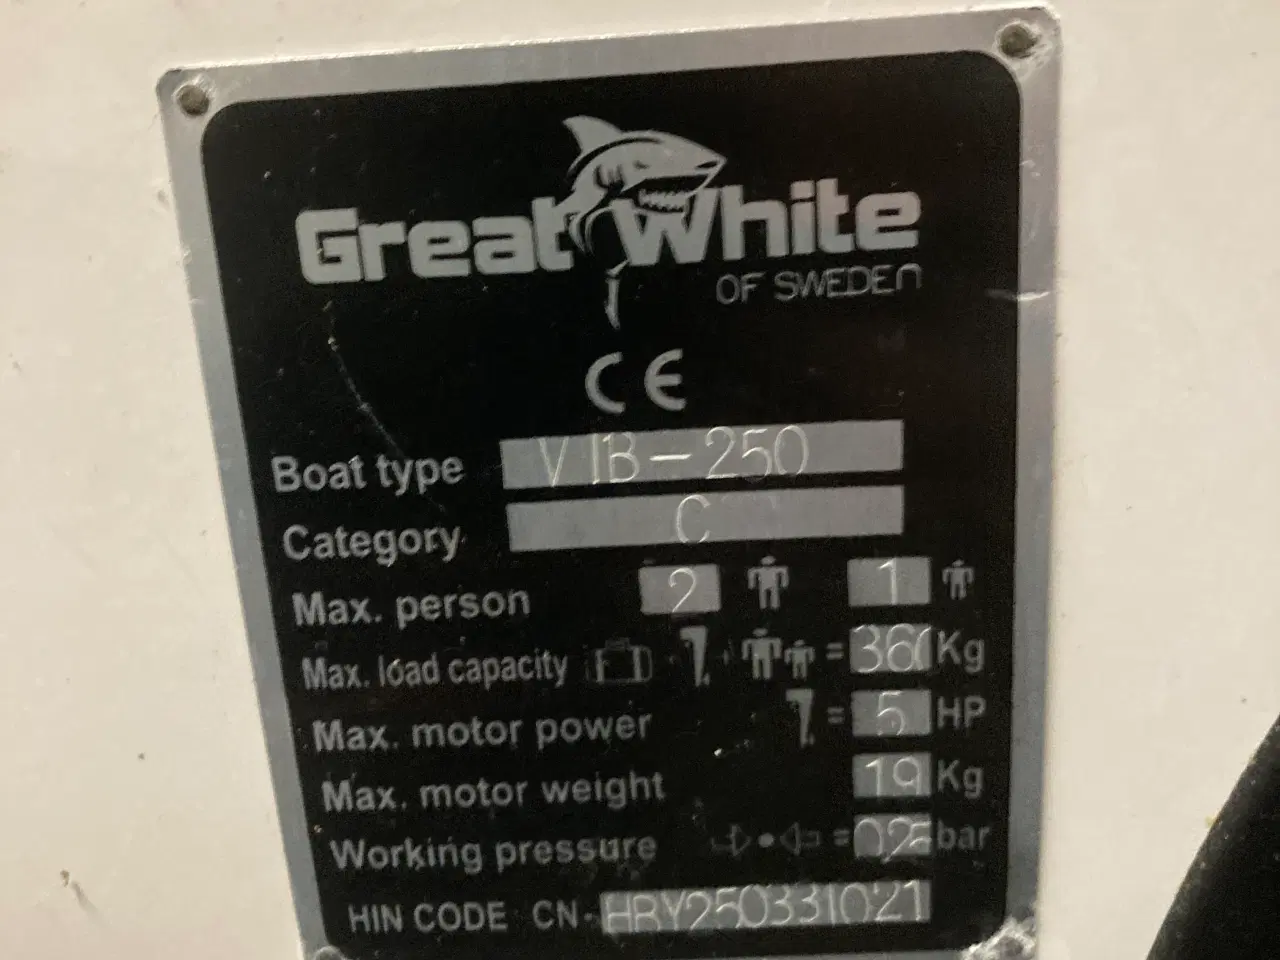 Great White
OF SWEDEN
CE
Boat type VIB-250
Category C
Max. person 2 1
Max. load capacity = 360 Kg
Max. motor power = 5 HP
Max. motor weight 19 Kg
Working pressure = bar
HIN CODE CN-HBY25033I021